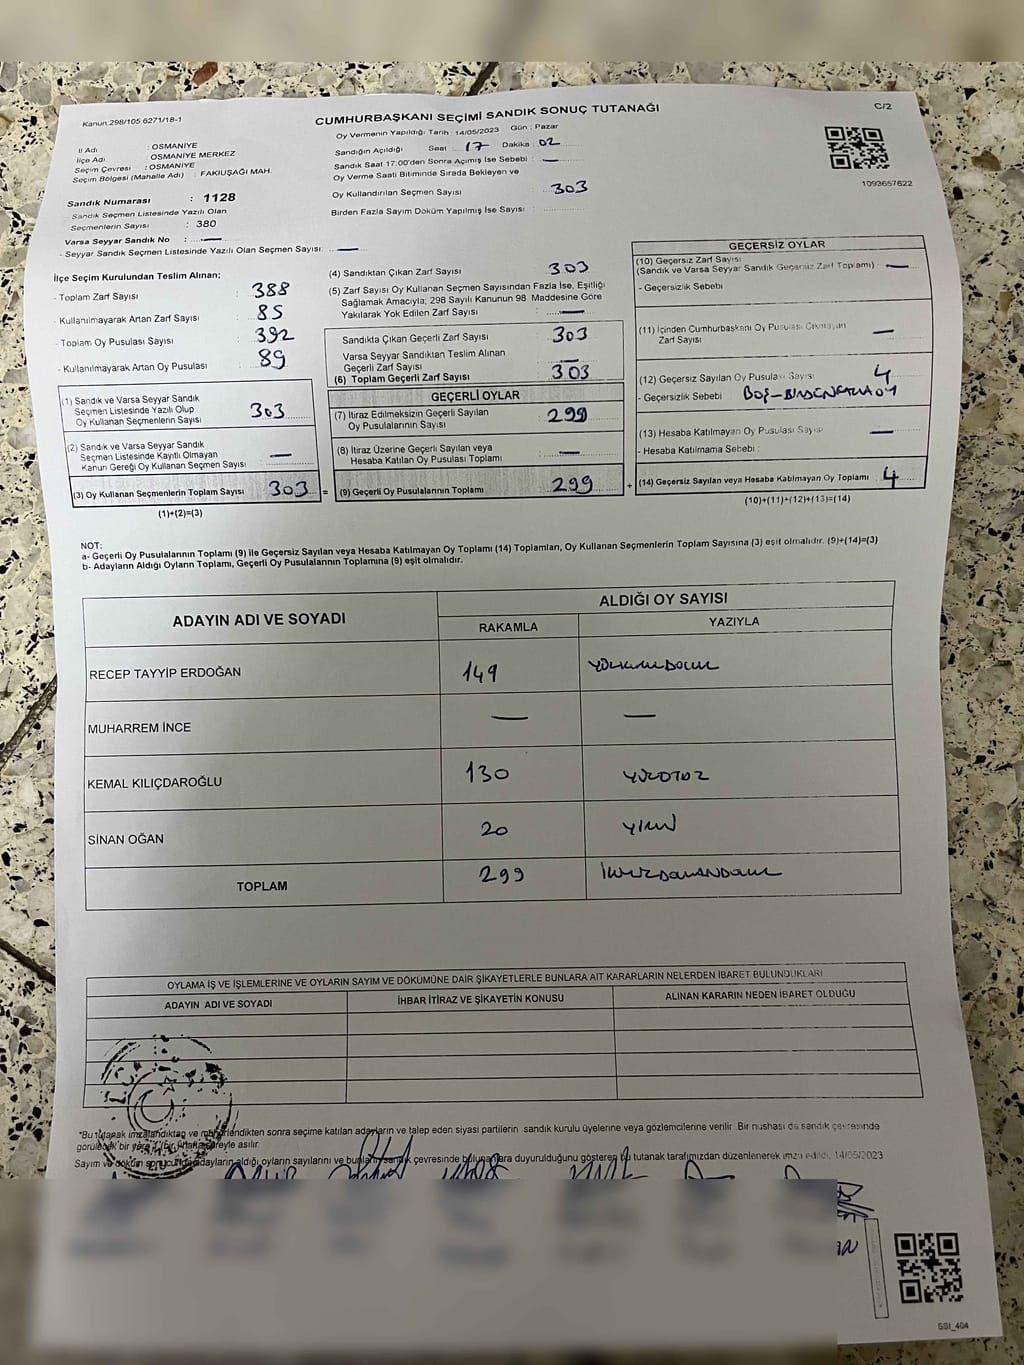 Kanun:298/105 6271/18-1
CUMHURBAŞKANI SEÇİMİ SANDIK SONUÇ TUTANAĞI
C/2
Oy Vermenin Yapıldığı Tarih 14/05/2023 Gün : Pazar
İl Adı : OSMANİYE
İlçe Adı : OSMANİYE MERKEZ
Seçim Çevresi : OSMANİYE
Seçim Bölgesi (Mahalle Adı) : FAKIUŞAĞI MAH.
Sandık Numarası : 1128
Sandık Seçmen Listesinde Yazılı Olan
Seçmenlerin Sayısı : 380
Varsa Seyyar Sandık No : —
- Seyyar Sandık Seçmen Listesinde Yazılı Olan Seçmen Sayısı: —
Sandığın Açıldığı Saat 17 Dakika : 02
Sandık Saat 17:00'den Sonra Açılmış İse Sebebi : —
Oy Verme Saati Bitiminde Sırada Bekleyen ve
Oy Kullandırılan Seçmen Sayısı : 303
Birden Fazla Sayım Döküm Yapılmış İse Sayısı :
1093657622
İlçe Seçim Kurulundan Teslim Alınan;
- Toplam Zarf Sayısı : 388
- Kullanılmayarak Artan Zarf Sayısı : 85
- Toplam Oy Pusulası Sayısı : 392
- Kullanılmayarak Artan Oy Pusulası : 89
(1) Sandık ve Varsa Seyyar Sandık
Seçmen Listesinde Yazılı Olup
Oy Kullanan Seçmenlerin Sayısı 303
(2) Sandık ve Varsa Seyyar Sandık
Seçmen Listesinde Kayıtlı Olmayan
Kanun Gereği Oy Kullanan Seçmen Sayısı —
(3) Oy Kullanan Seçmenlerin Toplam Sayısı 303 =
(1)+(2)=(3)
(4) Sandıktan Çıkan Zarf Sayısı 303
(5) Zarf Sayısı Oy Kullanan Seçmen Sayısından Fazla İse, Eşitliği
Sağlamak Amacıyla; 298 Sayılı Kanunun 98. Maddesine Göre
Yakılarak Yok Edilen Zarf Sayısı : —
Sandıkta Çıkan Geçerli Zarf Sayısı 303
Varsa Seyyar Sandıktan Teslim Alınan
Geçerli Zarf Sayısı —
(6) Toplam Geçerli Zarf Sayısı 303
GEÇERLİ OYLAR
(7) İtiraz Edilmeksizin Geçerli Sayılan
Oy Pusulalarının Sayısı 299
(8) İtiraz Üzerine Geçerli Sayılan veya
Hesaba Katılan Oy Pusulası Toplamı —
(9) Geçerli Oy Pusulalarının Toplamı 299 +
GEÇERSİZ OYLAR
(10) Geçersiz Zarf Sayısı
(Sandık ve Varsa Seyyar Sandık Geçersiz Zarf Toplamı) —
- Geçersizlik Sebebi
(11) İçinden Cumhurbaşkanı Oy Pusulası Çıkmayan
Zarf Sayısı —
(12) Geçersiz Sayılan Oy Pusulası Sayısı 4
- Geçersizlik Sebebi : BOŞ-
(13) Hesaba Katılmayan Oy Pusulası Sayısı —
- Hesaba Katılmama Sebebi :
(14) Geçersiz Sayılan veya Hesaba Katılmayan Oy Toplamı 4
(10)+(11)+(12)+(13)=(14)
NOT:
a- Geçerli Oy Pusulalarının Toplamı (9) ile Geçersiz Sayılan veya Hesaba Katılmayan Oy Toplamı (14) Toplamları, Oy Kullanan Seçmenlerin Toplam Sayısına (3) eşit olmalıdır. (9)+(14)=(3)
b- Adayların Aldığı Oyların Toplamı, Geçerli Oy Pusulalarının Toplamına (9) eşit olmalıdır.
ADAYIN ADI VE SOYADI
ALDIĞI OY SAYISI
RAKAMLA YAZIYLA
RECEP TAYYİP ERDOĞAN 149
MUHARREM İNCE — —
KEMAL KILIÇDAROĞLU 130 YÜZOTUZ
SİNAN OĞAN 20 YİRMİ
TOPLAM 299
OYLAMA İŞ VE İŞLEMLERİNE VE OYLARIN SAYIM VE DÖKÜMÜNE DAİR ŞİKAYETLERLE BUNLARA AİT KARARLARIN NELERDEN İBARET BULUNDUKLARI
ADAYIN ADI VE SOYADI İHBAR İTİRAZ VE ŞİKAYETİN KONUSU ALINAN KARARIN NEDEN İBARET OLDUĞU
*Bu tutanak imzalandıktan ve mühürlendikten sonra seçime katılan adayların ve talep eden siyasi partilerin sandık kurulu üyelerine veya gözlemcilerine verilir. Bir nüshası da sandık çevresinde
görülecek bir yere bir hafta süreyle asılır.
Sayım ve döküm sonucunda adayların aldığı oyların sayılarını ve bunların sandık çevresinde bulunanlara duyurulduğunu gösteren bu tutanak tarafımızdan düzenlenerek imza edildi. 14/05/2023
SSI_404